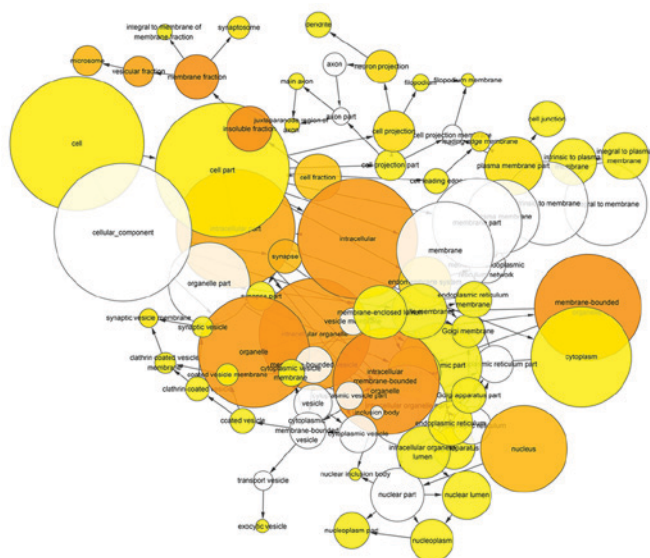 integral to membrane of
membrane fraction
synaptosome
dendrite
microsome
vesicular fraction
membrane fraction
axon
neuron projection
main axon
filopodium
filopodium membrane
insoluble fraction
juxtaparanode region of
axon
axon part
cell projection
cell projection membrane
leading edge membrane
cell junction
cell
cell part
cell fraction
cell projection part
cell leading edge
plasma membrane part
intrinsic to plasma
membrane
integral to plasma
membrane
cellular_component
intracellular
membrane
membrane part
organelle part
synapse
endoplasmic reticulum
membrane
membrane-bounded
synaptic vesicle membrane
synaptic vesicle
membrane-enclosed lumen
Golgi membrane
cytoplasm
clathrin coated vesicle
membrane
organelle
coated vesicle membrane
cytoplasmic vesicle
membrane
intracellular
membrane-bounded
organelle
clathrin-coated vesicle
vesicle
Golgi apparatus part
inclusion body
coated vesicle
cytoplasmic
membrane-bounded
vesicle
cytoplasmic vesicle
endoplasmic reticulum
intracellular organelle
lumen
nucleus
transport vesicle
nuclear inclusion body
nuclear part
nuclear lumen
exocytic vesicle
nucleoplasm part
nucleoplasm